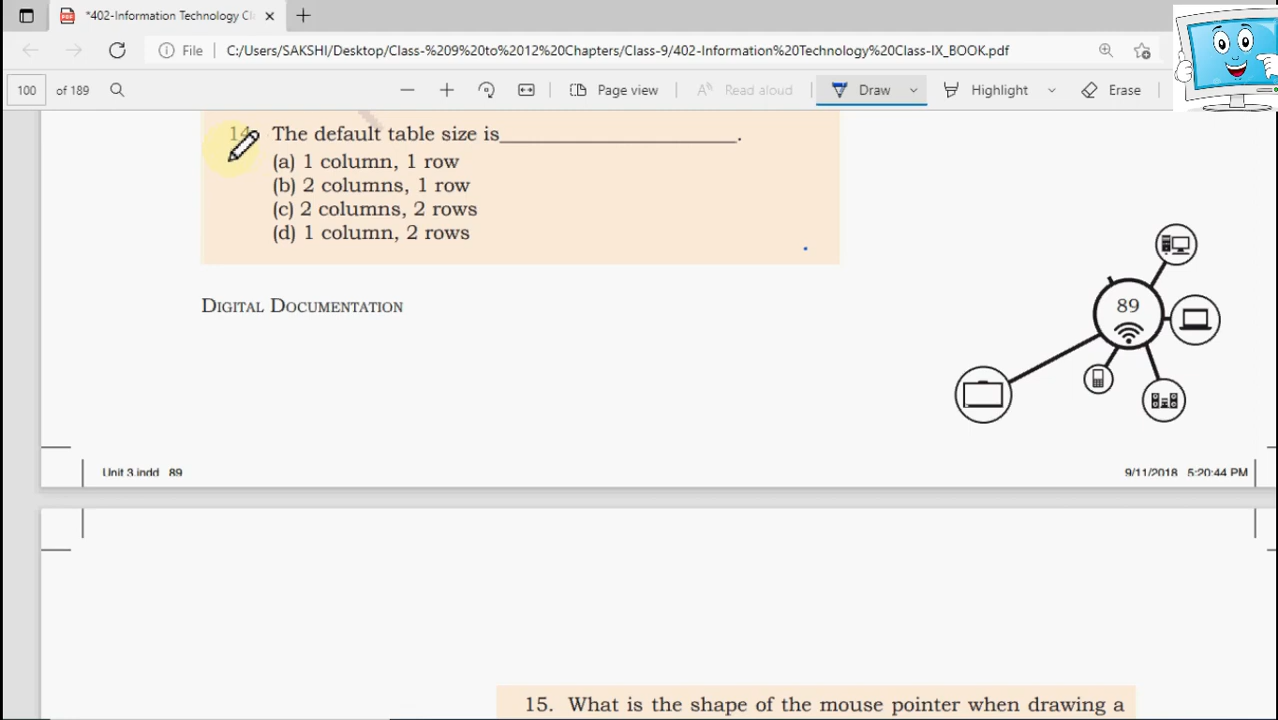 *402-Information Technology Cl
File
C:/Users/SAKSHI/Desktop/Class-%209%20to%2012%20Chapters/Class-9/402-Information%20Technology%20Class-IX_BOOK.pdf
100 of 189
Page view
Read aloud
Draw
Highlight
Erase
14. The default table size is______________________.
(a) 1 column, 1 row
(b) 2 columns, 1 row
(c) 2 columns, 2 rows
(d) 1 column, 2 rows
DIGITAL DOCUMENTATION
89
Unit 3.indd 89
9/11/2018 5:20:44 PM
15. What is the shape of the mouse pointer when drawing a